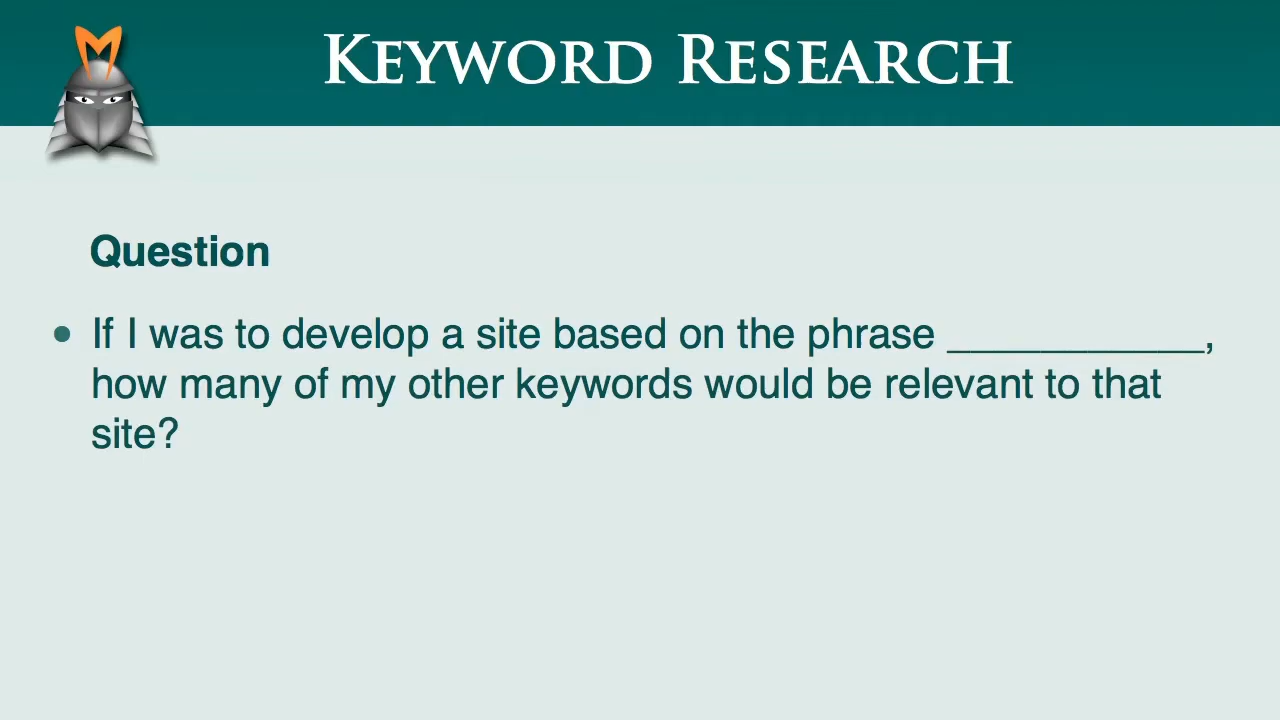 KEYWORD RESEARCH
Question
• If I was to develop a site based on the phrase ___________,
how many of my other keywords would be relevant to that
site?